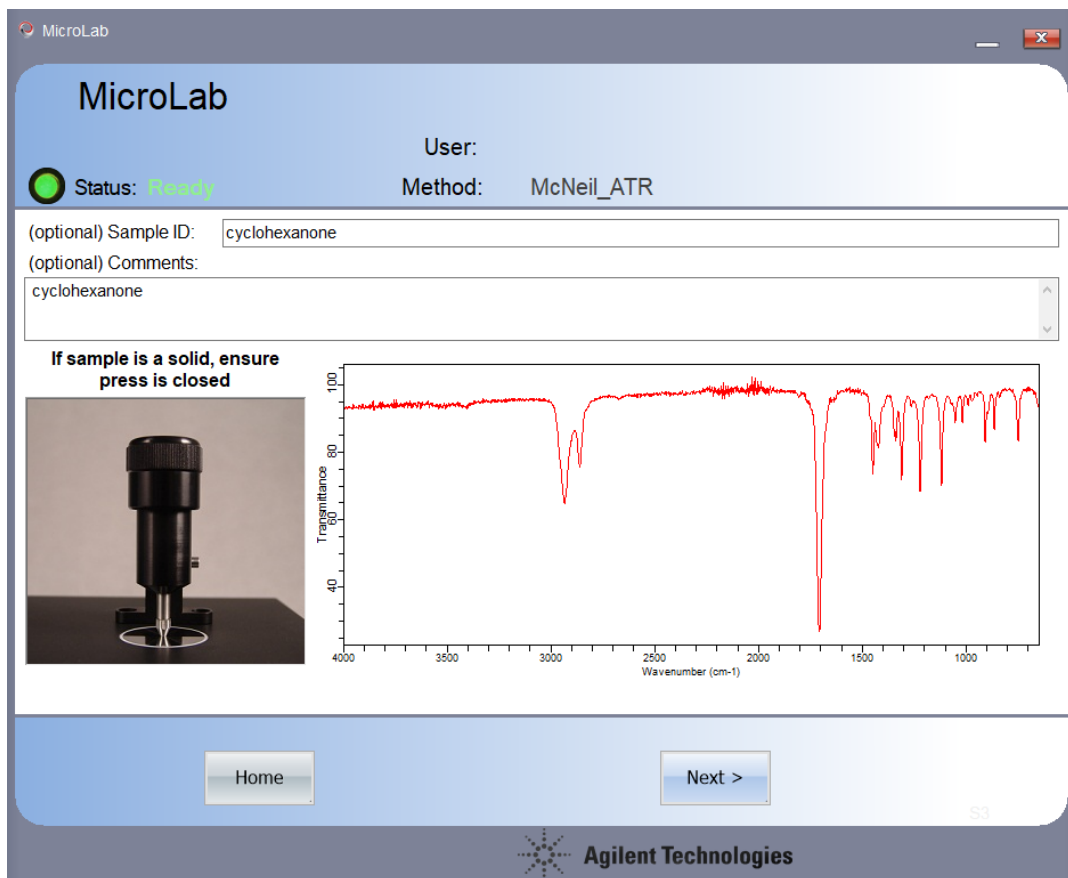 MicroLab
X
MicroLab
User:
Status: Ready
Method: McNeil_ATR
(optional) Sample ID: cyclohexanone
(optional) Comments:
cyclohexanone
If sample is a solid, ensure
press is closed
100
80
60
40
Transmittance
4000 3500 3000 2500 2000 1500 1000
Wavenumber (cm-1)
Home
Next >
S3
Agilent Technologies